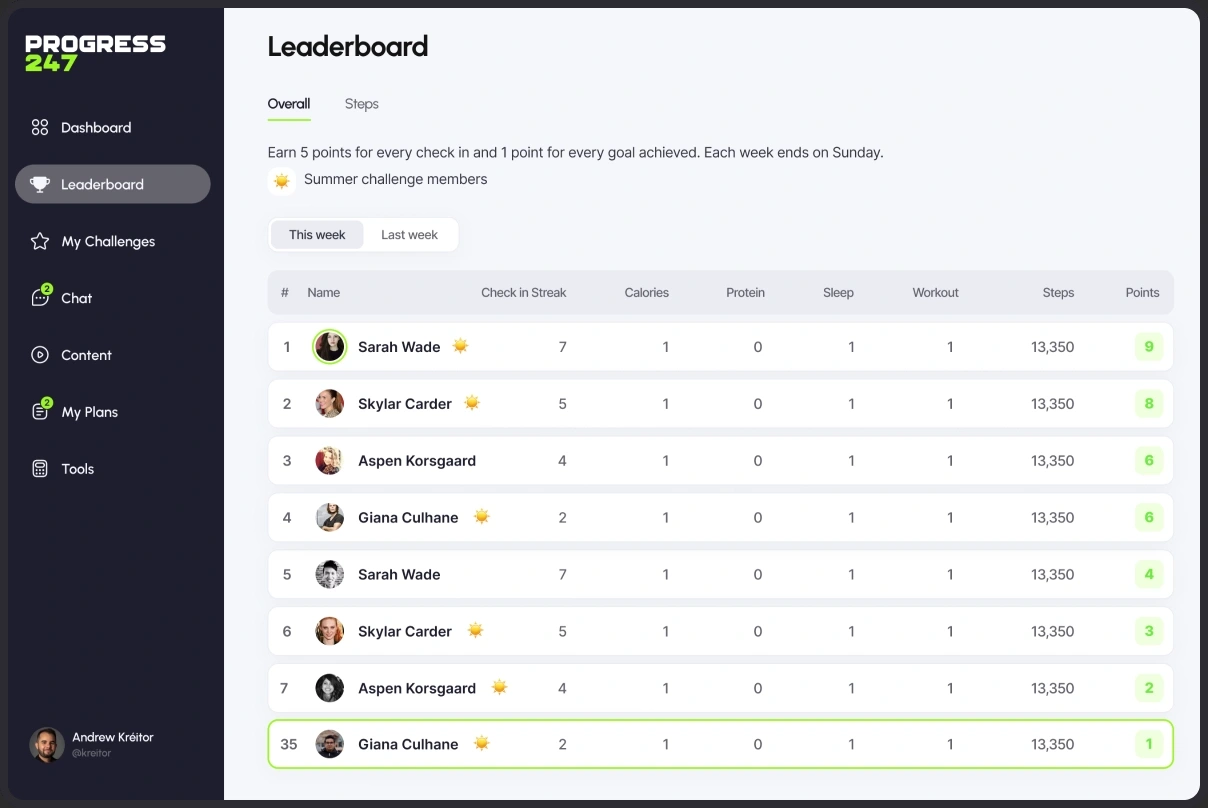 PROGRESS
247
Dashboard
Leaderboard
My Challenges
2
Chat
Content
2
My Plans
Tools
Andrew Kréitor
@kreitor
Leaderboard
Overall Steps
Earn 5 points for every check in and 1 point for every goal achieved. Each week ends on Sunday.
Summer challenge members
This week Last week
# Name Check in Streak Calories Protein Sleep Workout Steps Points
1 Sarah Wade 7 1 0 1 1 13,350 9
2 Skylar Carder 5 1 0 1 1 13,350 8
3 Aspen Korsgaard 4 1 0 1 1 13,350 6
4 Giana Culhane 2 1 0 1 1 13,350 6
5 Sarah Wade 7 1 0 1 1 13,350 4
6 Skylar Carder 5 1 0 1 1 13,350 3
7 Aspen Korsgaard 4 1 0 1 1 13,350 2
35 Giana Culhane 2 1 0 1 1 13,350 1